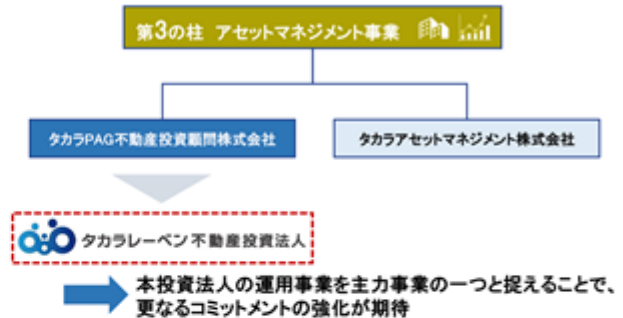 第3の柱 アセットマネジメント事業
タカラPAG不動産投資顧問株式会社
タカラアセットマネジメント株式会社
タカラレーベン不動産投資法人
本投資法人の運用事業を主力事業の一つと捉えることで、
更なるコミットメントの強化が期待